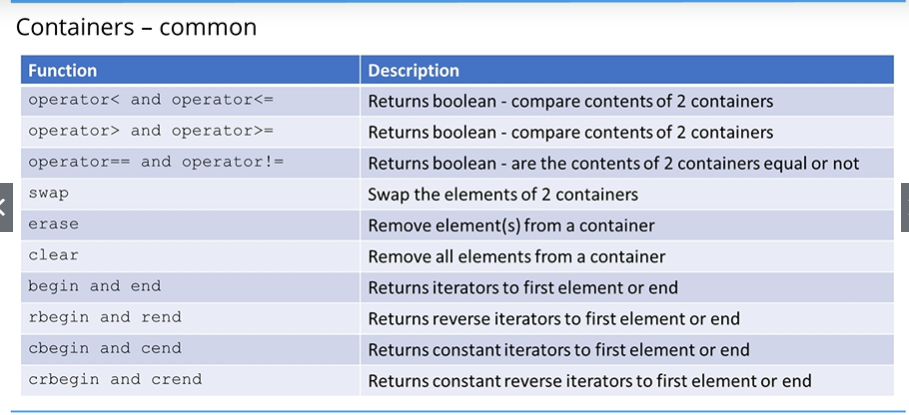 Containers – common
Function Description
operator< and operator<= Returns boolean - compare contents of 2 containers
operator> and operator>= Returns boolean - compare contents of 2 containers
operator== and operator!= Returns boolean - are the contents of 2 containers equal or not
swap Swap the elements of 2 containers
erase Remove element(s) from a container
clear Remove all elements from a container
begin and end Returns iterators to first element or end
rbegin and rend Returns reverse iterators to first element or end
cbegin and cend Returns constant iterators to first element or end
crbegin and crend Returns constant reverse iterators to first element or end